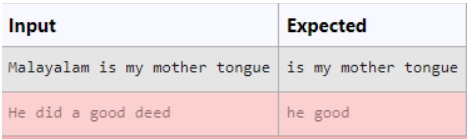 Input Expected
Malayalam is my mother tongue is my mother tongue
He did a good deed he good